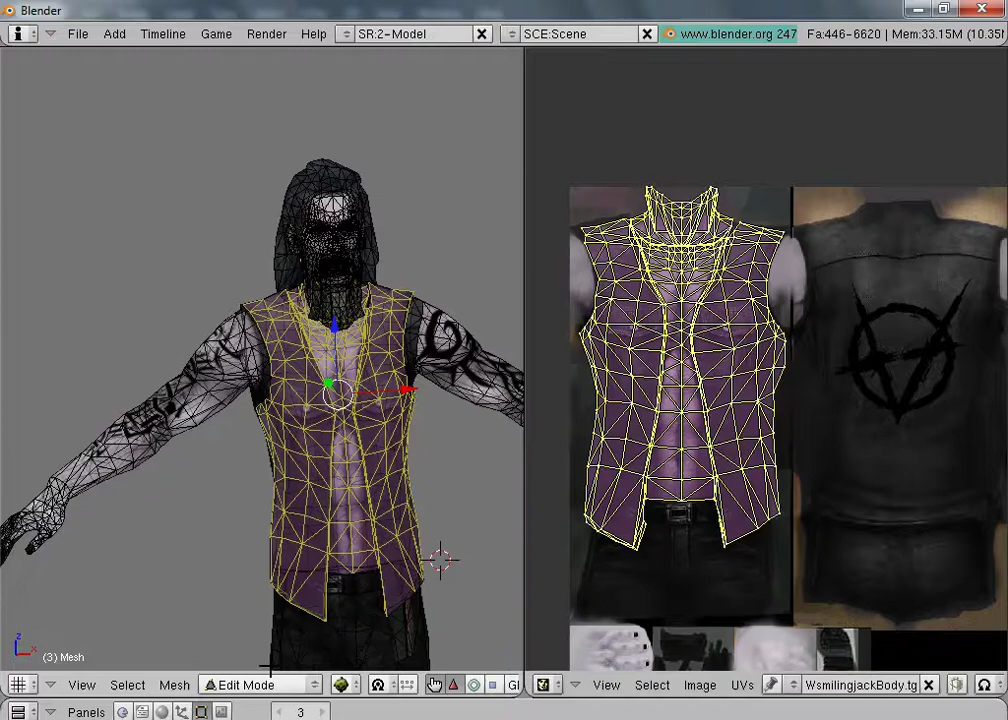 Blender
File Add Timeline Game Render Help SR:2-Model SCE:Scene www.blender.org 247 Fa:446-6620 | Mem:33.15M (10.35M
z
x
(3) Mesh
View Select Mesh Edit Mode Gl View Select Image UVs WsmilingjackBody.tg
Panels 3